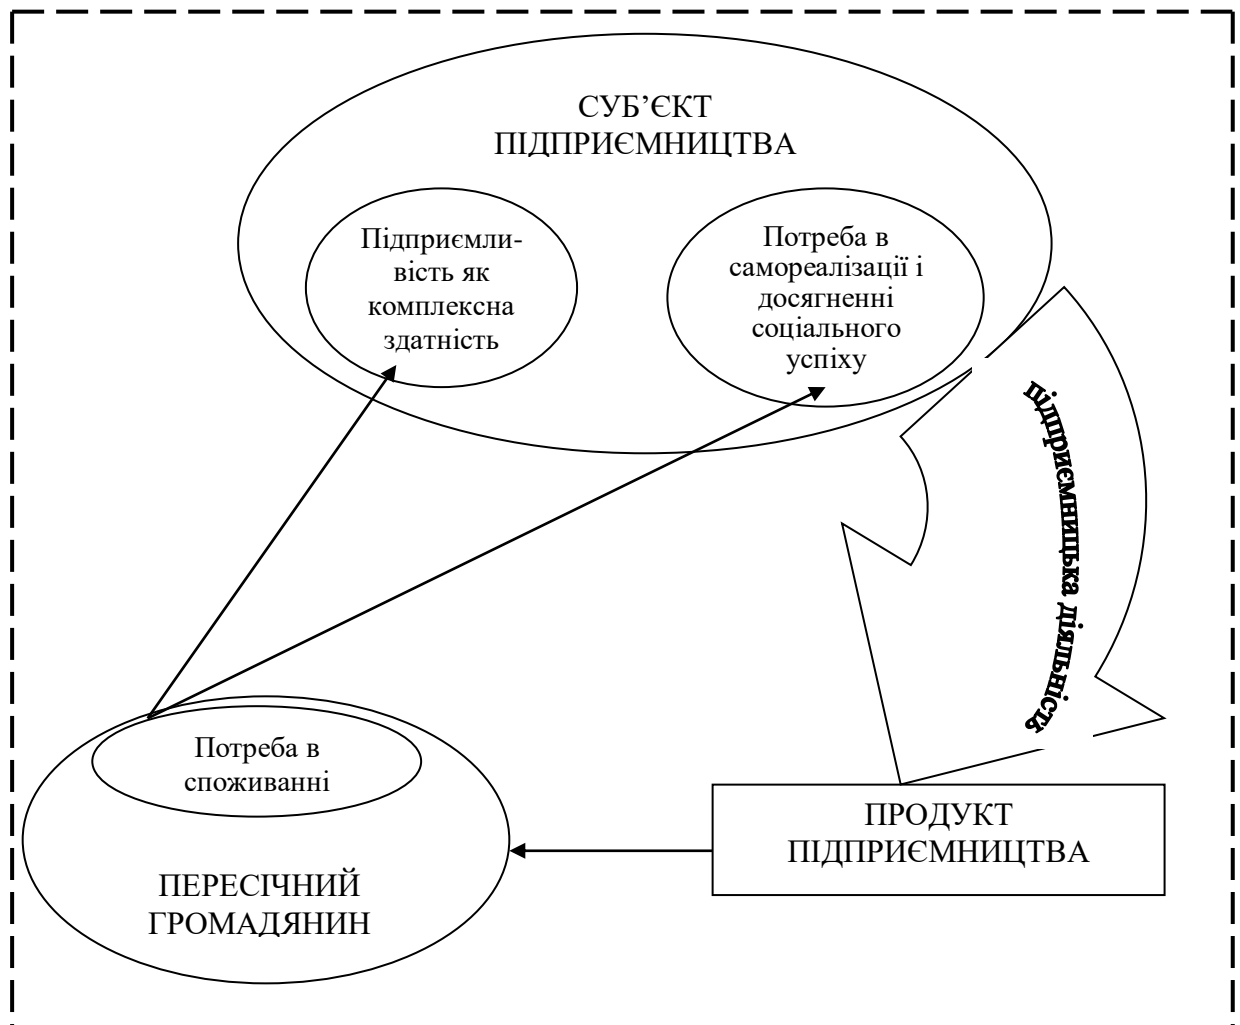 СУБ’ЄКТ
ПІДПРИЄМНИЦТВА
Підприємли-
вість як
комплексна
здатність
Потреба в
самореалізації і
досягненні
соціального
успіху
підприємницька діяльність
Потреба в
споживанні
ПЕРЕСІЧНИЙ
ГРОМАДЯНИН
ПРОДУКТ
ПІДПРИЄМНИЦТВА